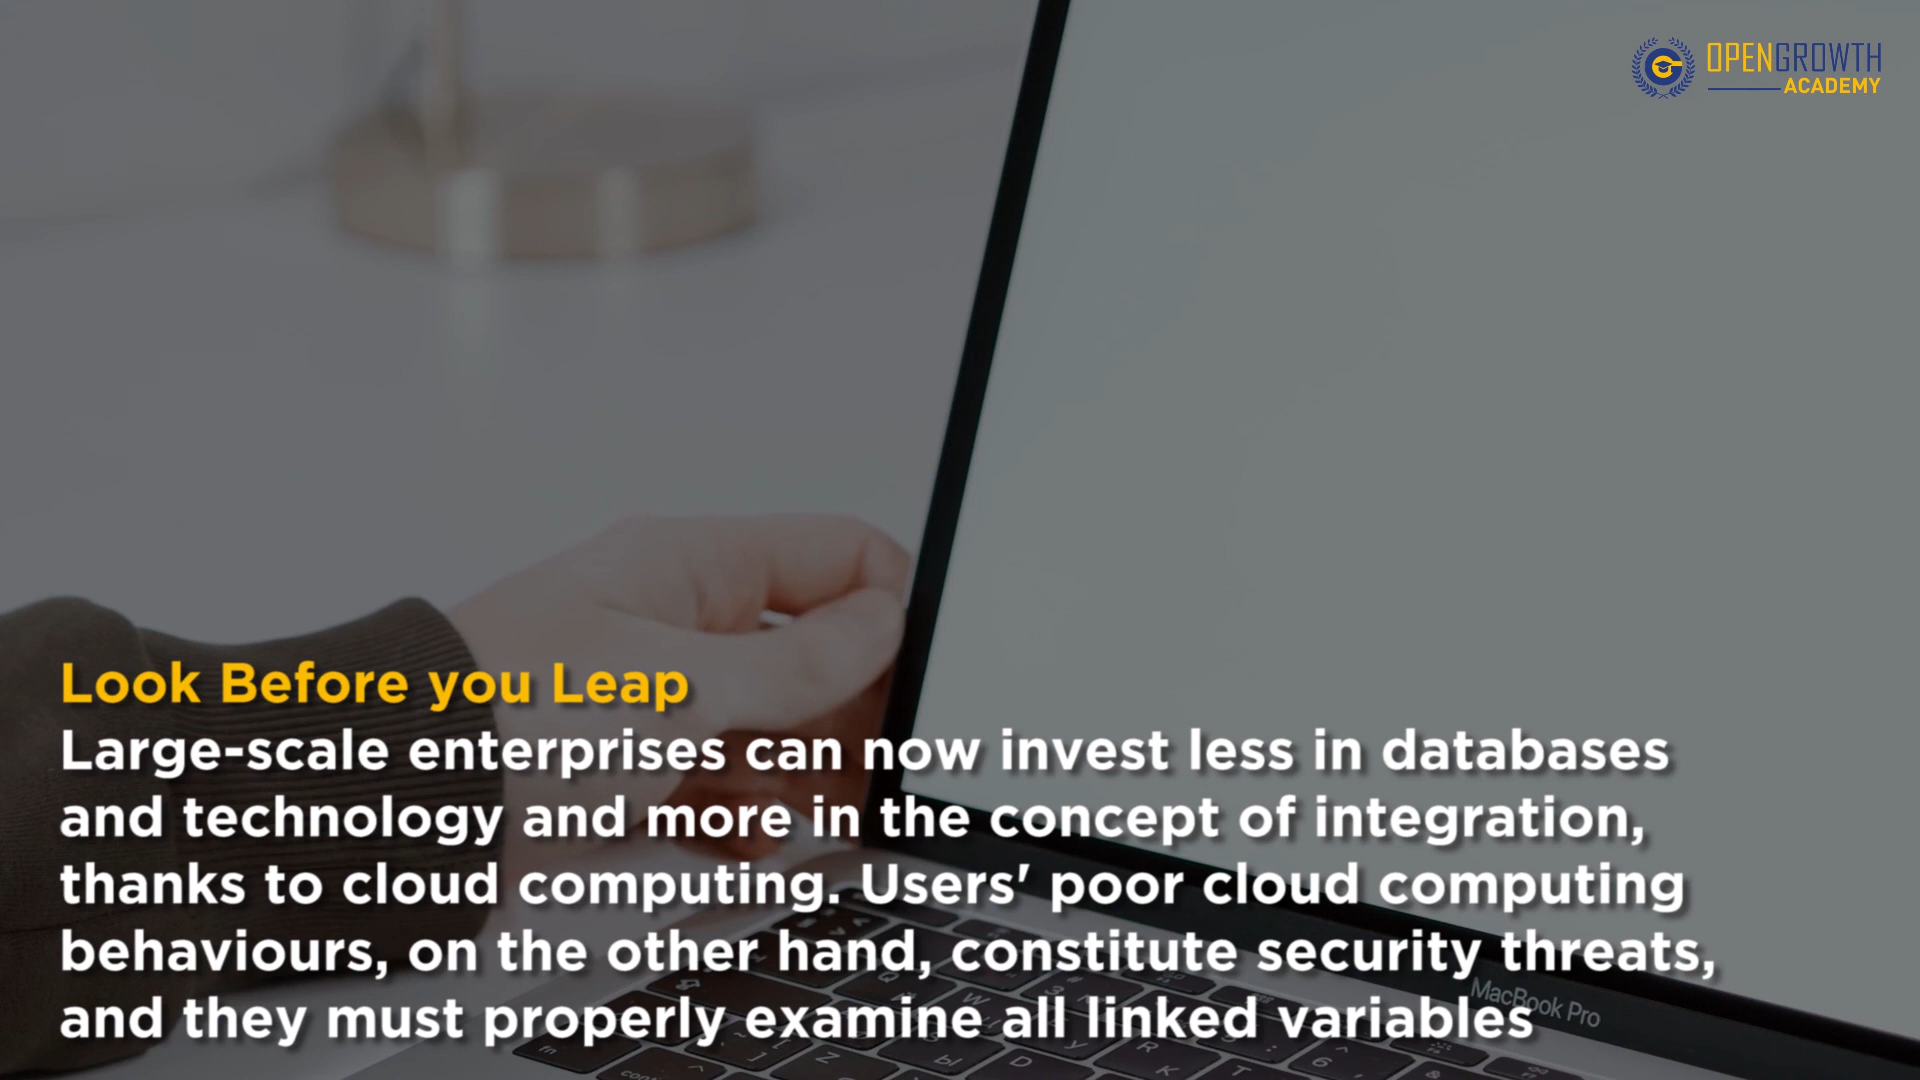 OPENGROWTH
ACADEMY
Look Before you Leap
Large-scale enterprises can now invest less in databases
and technology and more in the concept of integration,
thanks to cloud computing. Users' poor cloud computing
behaviours, on the other hand, constitute security threats,
and they must properly examine all linked variables
MacBook Pro